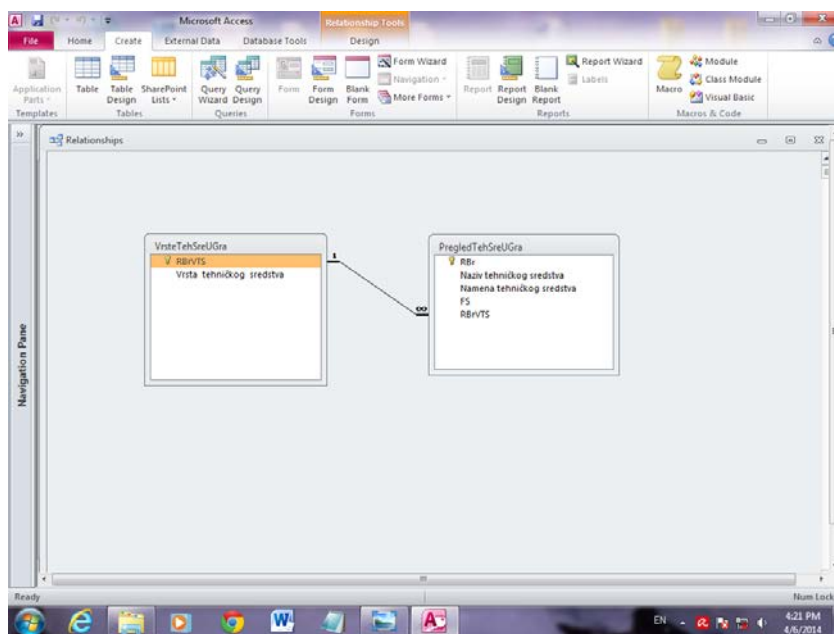 Microsoft Access
Relationship Tools
File Home Create External Data Database Tools Design
Application Parts
Table
Table Design
SharePoint Lists
Query Wizard
Query Design
Form
Form Design
Blank Form
Form Wizard
Navigation
More Forms
Report
Report Design
Blank Report
Report Wizard
Labels
Macro
Module
Class Module
Visual Basic
Templates Tables Queries Forms Reports Macros & Code
Relationships
Navigation Pane
VrsteTehSreUGra
RBrVTS
Vrsta tehničkog sredstva
1
∞
PregledTehSreUGra
RBr
Naziv tehničkog sredstva
Namena tehničkog sredstva
FS
RBrVTS
Ready
Num Lock
EN
4:21 PM
4/6/2014